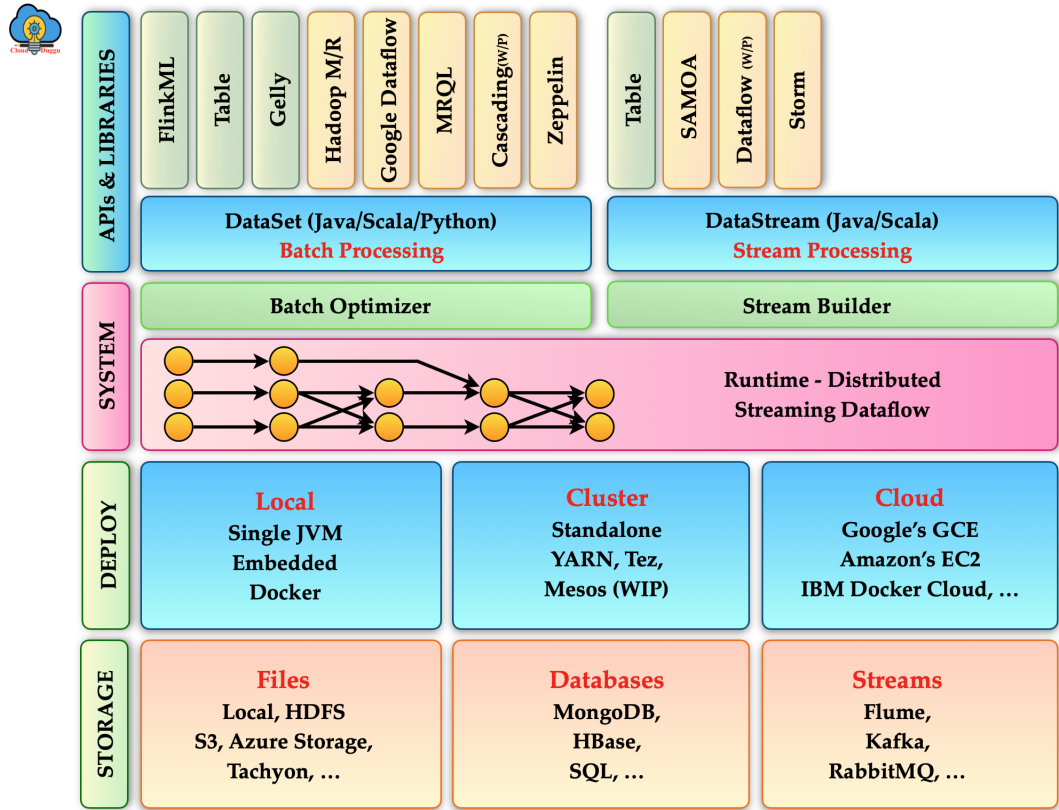 Cloud Duggu
APIs & LIBRARIES
FlinkML
Table
Gelly
Hadoop M/R
Google Dataflow
MRQL
Cascading(W/P)
Zeppelin
Table
SAMOA
Dataflow (W/P)
Storm
DataSet (Java/Scala/Python)
Batch Processing
DataStream (Java/Scala)
Stream Processing
SYSTEM
Batch Optimizer
Stream Builder
Runtime - Distributed
Streaming Dataflow
DEPLOY
Local
Single JVM
Embedded
Docker
Cluster
Standalone
YARN, Tez,
Mesos (WIP)
Cloud
Google’s GCE
Amazon’s EC2
IBM Docker Cloud, …
STORAGE
Files
Local, HDFS
S3, Azure Storage,
Tachyon, …
Databases
MongoDB,
HBase,
SQL, …
Streams
Flume,
Kafka,
RabbitMQ, …